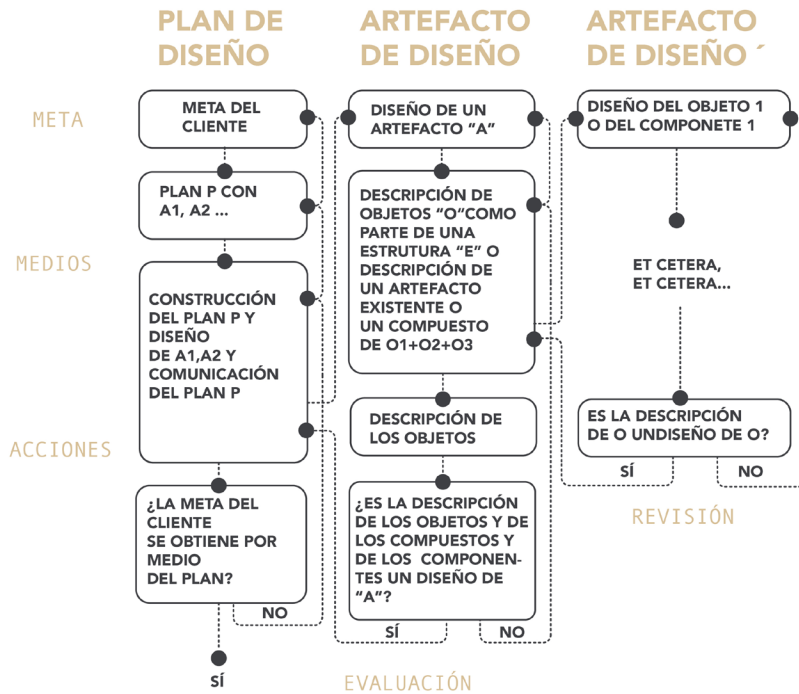 PLAN DE
DISEÑO
ARTEFACTO
DE DISEÑO
ARTEFACTO
DE DISEÑO ´
META
META DEL
CLIENTE
DISEÑO DE UN
ARTEFACTO "A"
DISEÑO DEL OBJETO 1
O DEL COMPONETE 1
MEDIOS
PLAN P CON
A1, A2 ...
CONSTRUCCIÓN
DEL PLAN P Y
DISEÑO
DE A1,A2 Y
COMUNICACIÓN
DEL PLAN P
DESCRIPCIÓN DE
OBJETOS "O"COMO
PARTE DE UNA
ESTRUTURA "E" O
DESCRIPCIÓN DE
UN ARTEFACTO
EXISTENTE O
UN COMPUESTO
DE O1+O2+O3
ET CETERA,
ET CETERA...
ACCIONES
DESCRIPCIÓN DE
LOS OBJETOS
ES LA DESCRIPCIÓN
DE O UNDISEÑO DE O?
SÍ
NO
REVISIÓN
¿LA META DEL
CLIENTE
SE OBTIENE POR
MEDIO
DEL PLAN?
NO
SÍ
¿ES LA DESCRIPCIÓN
DE LOS OBJETOS Y DE
LOS COMPUESTOS Y
DE LOS COMPONEN-
TES UN DISEÑO DE
"A"?
SÍ
NO
EVALUACIÓN